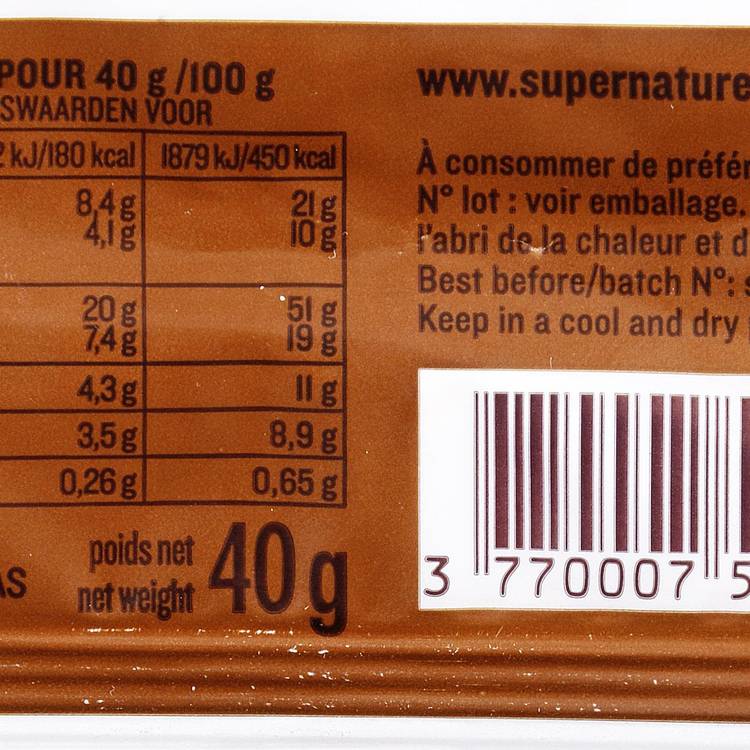 POUR 40 g /100 g
SWAARDEN VOOR
2 kJ/180 kcal 1879 kJ/450 kcal
8,4 g 21 g
4,1 g 10 g
20 g 51 g
7,4 g 19 g
4,3 g 11 g
3,5 g 8,9 g
0,26 g 0,65 g
AS
poids net
net weight
40 g
www.supernature
À consommer de préfér
N° lot : voir emballage.
l'abri de la chaleur et d
Best before/batch N°: s
Keep in a cool and dry
3 770007 5